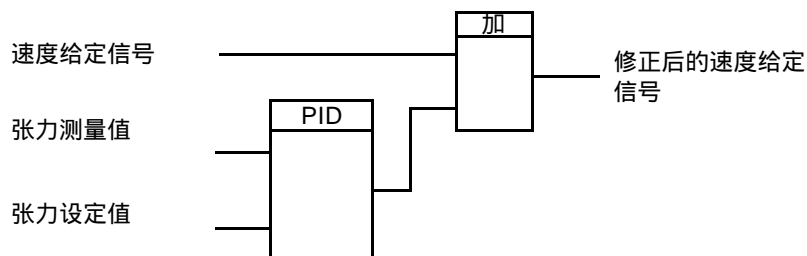 加
速度给定信号
修正后的速度给定
信号
PID
张力测量值
张力设定值